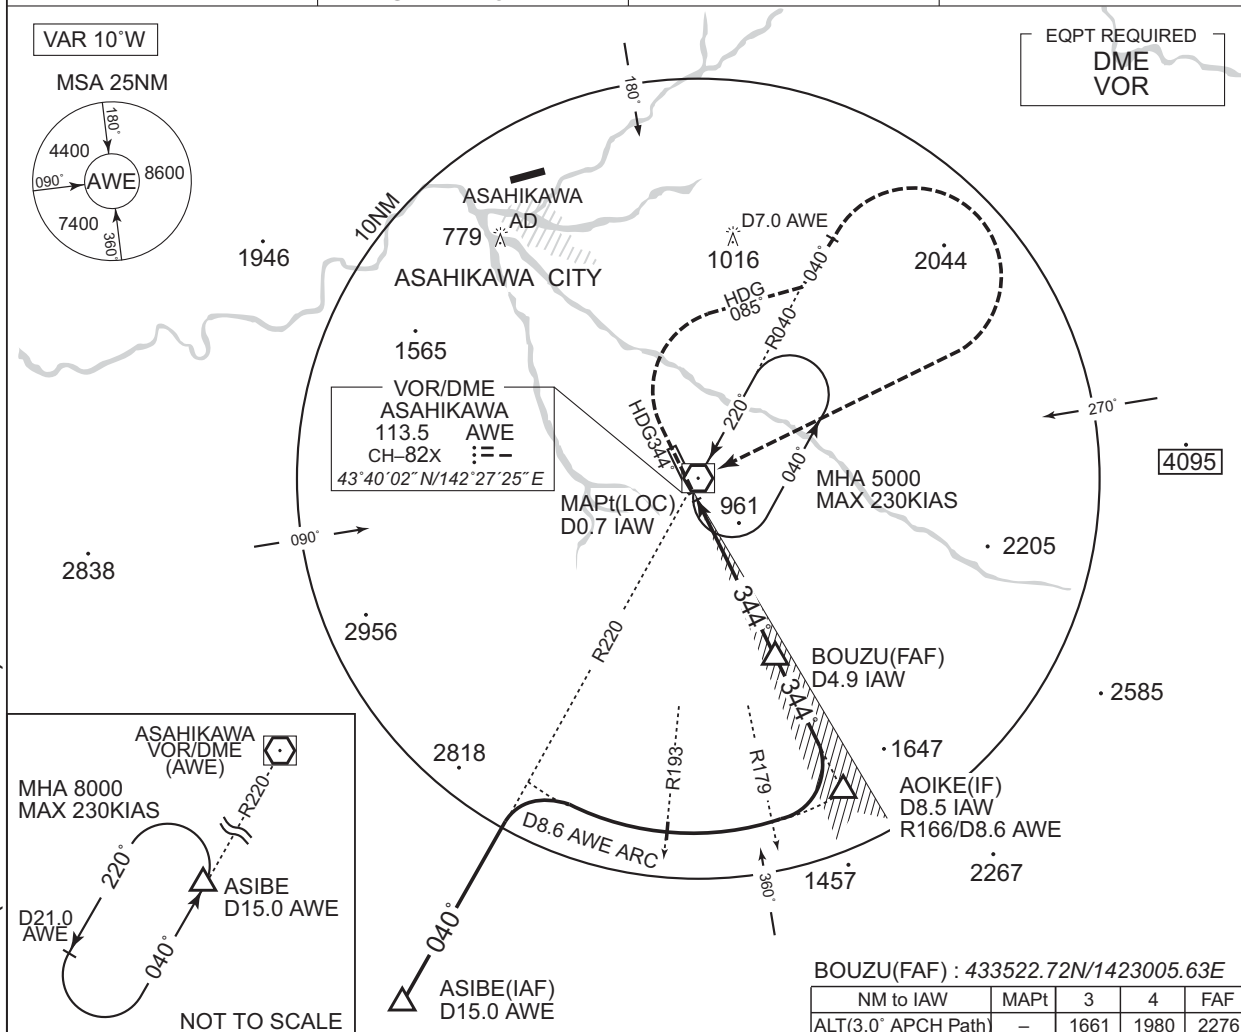 VAR 10°W
MSA 25NM
180°
4400
8600
090°
AWE
7400
360°
EQPT REQUIRED
DME
VOR
180°
10NM
ASAHIKAWA
AD
779
ASAHIKAWA CITY
1946
D7.0 AWE
1016
2044
040°
HDG
085°
R040
1565
VOR/DME
ASAHIKAWA
113.5 AWE
CH–82X
43°40′02″N/142°27′25″E
HDG344°
220°
040°
270°
4095
MHA 5000
MAX 230KIAS
MAPt(LOC)
D0.7 IAW
961
090°
2838
2205
2956
344°
R220
BOUZU(FAF)
D4.9 IAW
344°
2585
2818
R193
R179
1647
AOIKE(IF)
D8.5 IAW
R166/D8.6 AWE
D8.6 AWE ARC
1457
2267
360°
040°
ASIBE(IAF)
D15.0 AWE
ASAHIKAWA
VOR/DME
(AWE)
MHA 8000
MAX 230KIAS
R220
220°
ASIBE
D15.0 AWE
D21.0
AWE
040°
NOT TO SCALE
BOUZU(FAF) : 433522.72N/1423005.63E
NM to IAW MAPt 3 4 FAF
ALT(3.0° APCH Path) – 1661 1980 2276